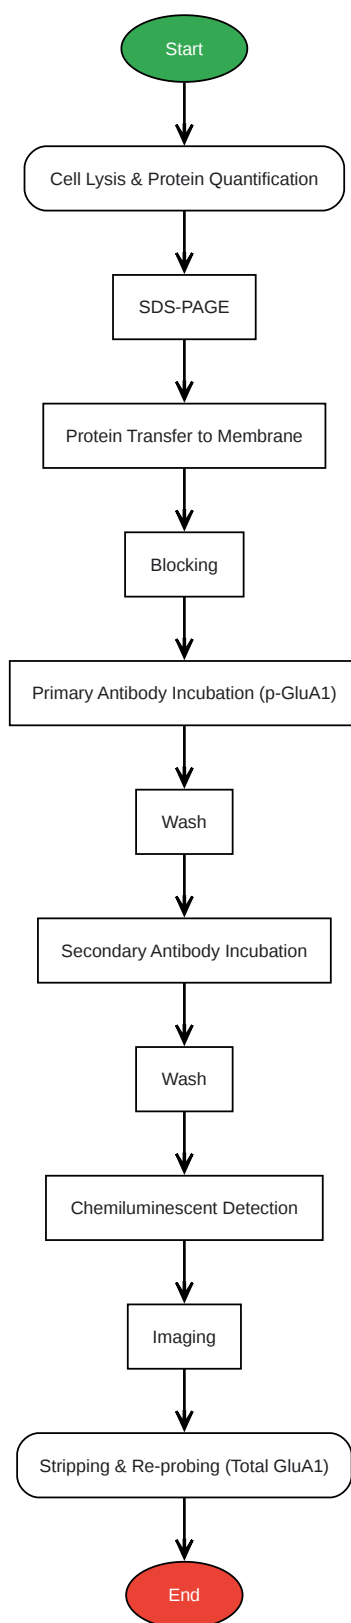 Start
Cell Lysis & Protein Quantification
SDS-PAGE
Protein Transfer to Membrane
Blocking
Primary Antibody Incubation (p-GluA1)
Wash
Secondary Antibody Incubation
Wash
Chemiluminescent Detection
Imaging
Stripping & Re-probing (Total GluA1)
End